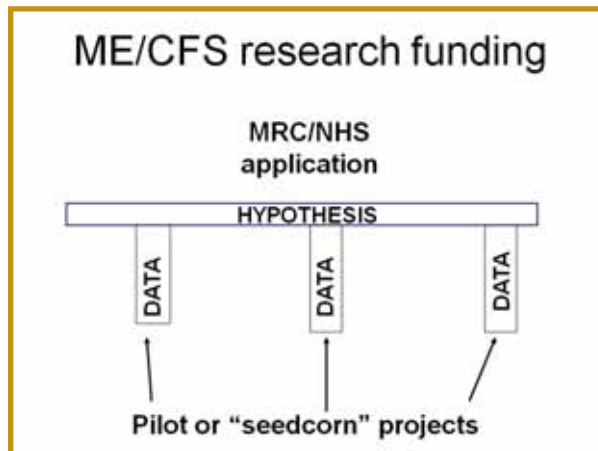 ME/CFS research funding
MRC/NHS
application
HYPOTHESIS
DATA
DATA
DATA
Pilot or “seedcorn” projects